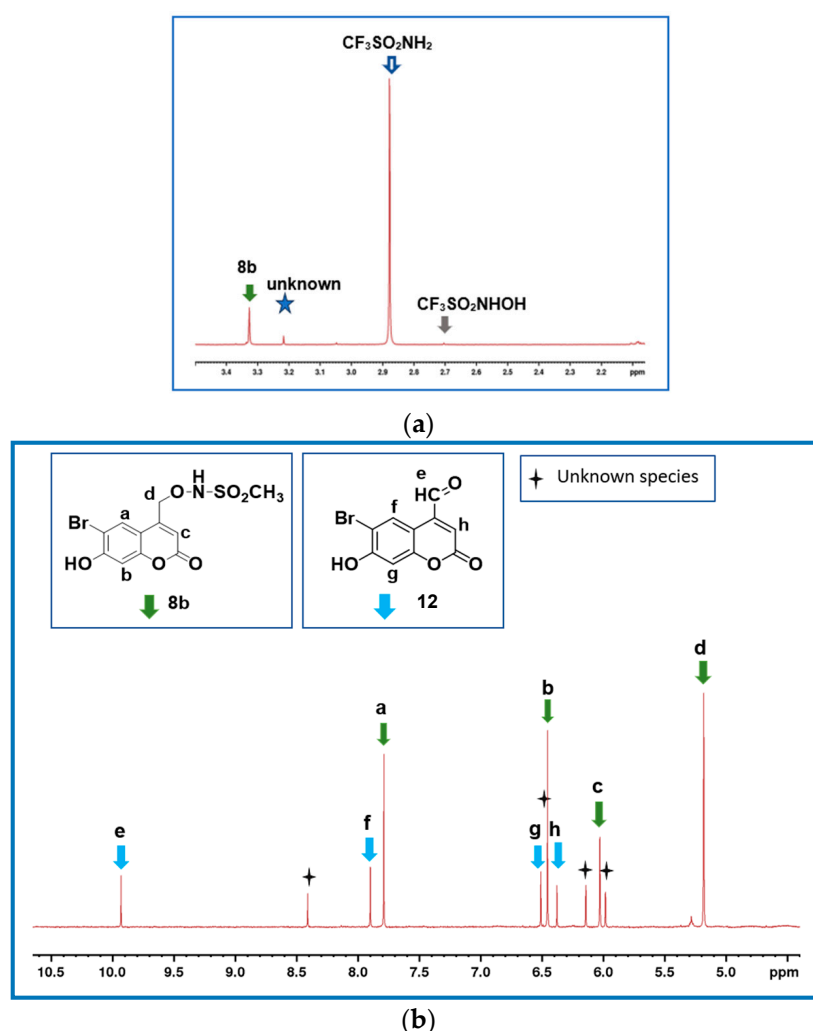 CF3SO2NH2
8b
unknown
CF3SO2NHOH
3.4 3.3 3.2 3.1 3.0 2.9 2.8 2.7 2.6 2.5 2.4 2.3 2.2 ppm
(a)
d O H N SO2CH3
Br a c
HO b O O
8b
e HC O
Br f h
HO g O O
12
Unknown species
e f a g b h c d
10.5 10.0 9.5 9.0 8.5 8.0 7.5 7.0 6.5 6.0 5.5 5.0 ppm
(b)